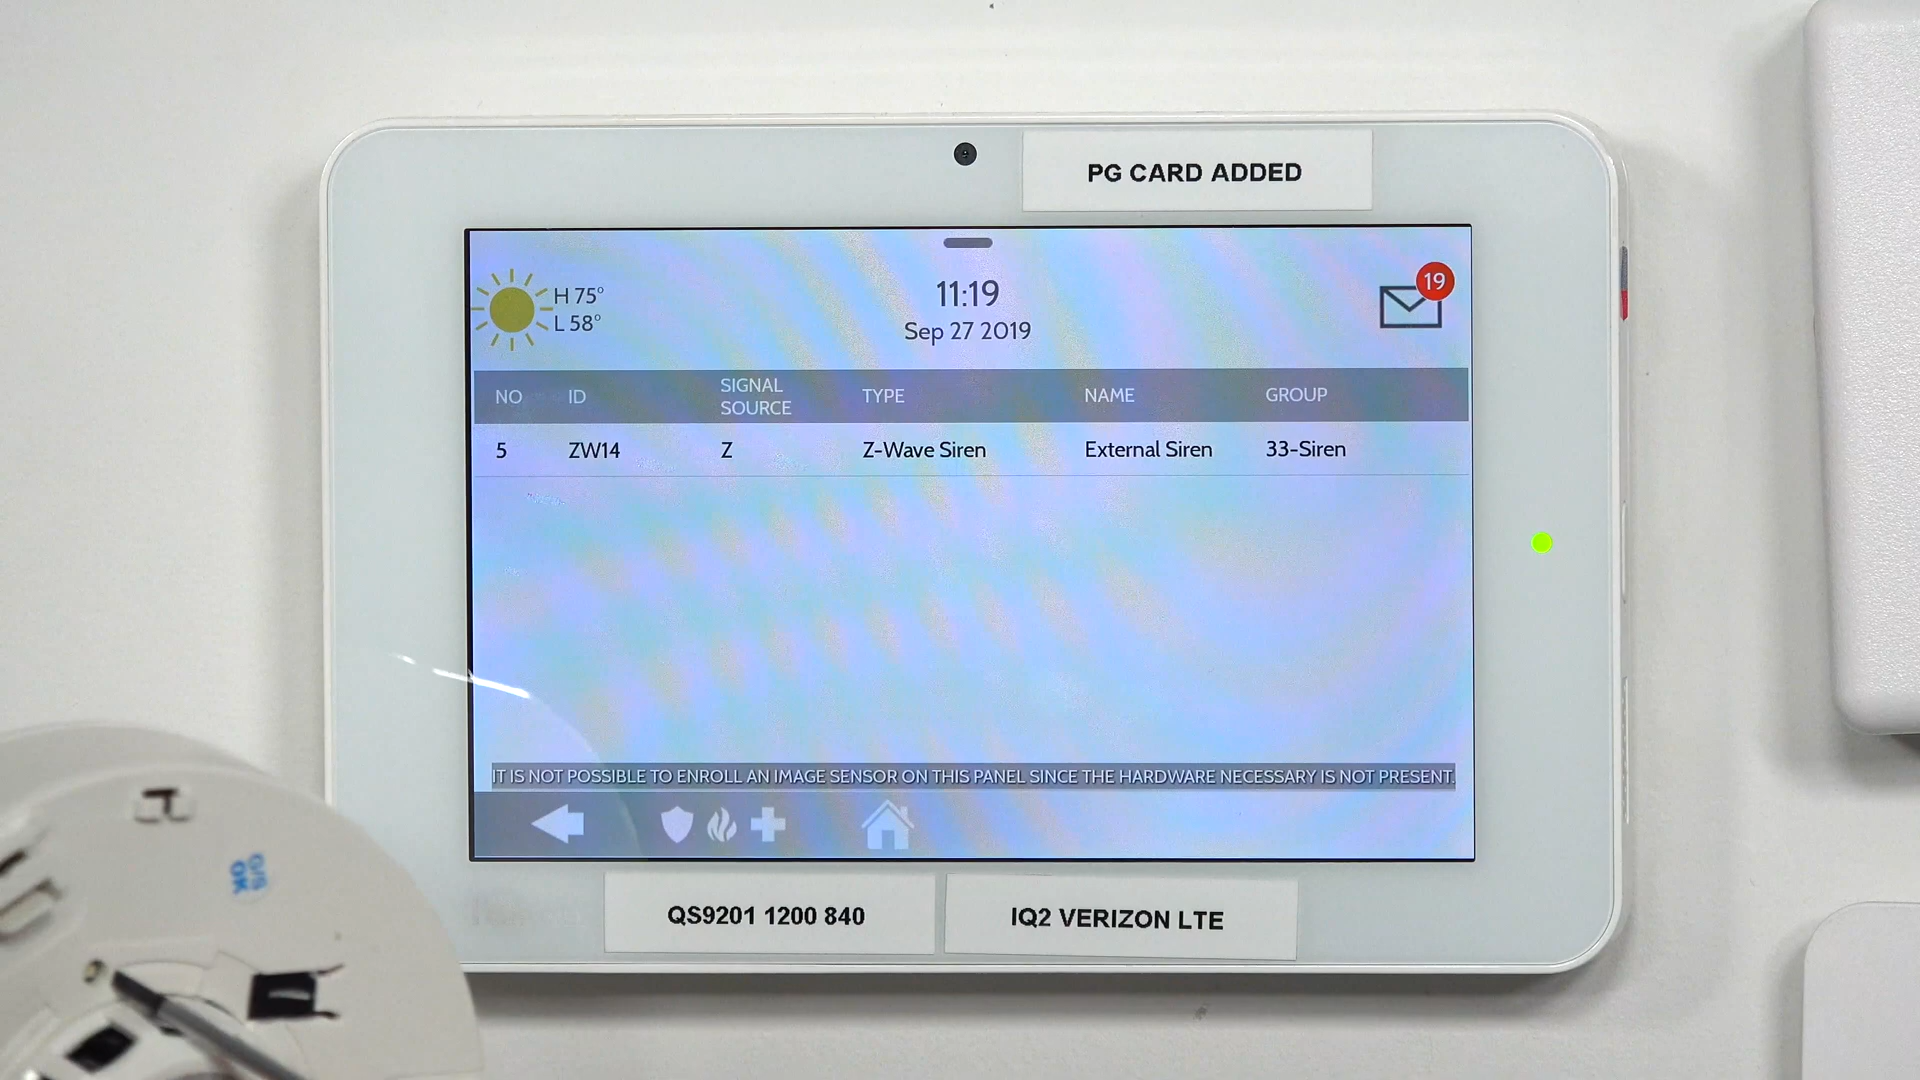 PG CARD ADDED
H 75°
L 58°
11:19
Sep 27 2019
19
NO ID SIGNAL SOURCE TYPE NAME GROUP
5 ZW14 Z Z-Wave Siren External Siren 33-Siren
IT IS NOT POSSIBLE TO ENROLL AN IMAGE SENSOR ON THIS PANEL SINCE THE HARDWARE NECESSARY IS NOT PRESENT.
QS9201 1200 840
IQ2 VERIZON LTE
G/S
OK